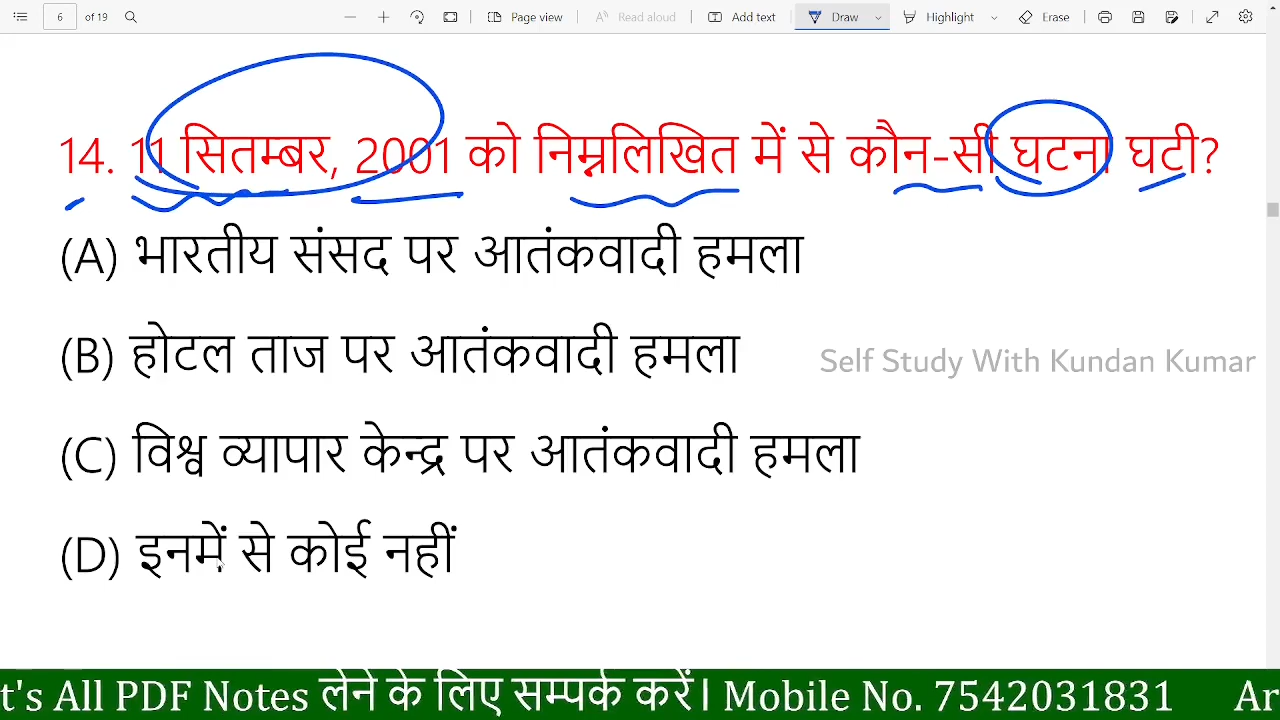 6 of 19 Page view Read aloud Add text Draw Highlight Erase
14. 11 सितम्बर, 2001 को निम्नलिखित में से कौन-सी घटना घटी?
(A) भारतीय संसद पर आतंकवादी हमला
(B) होटल ताज पर आतंकवादी हमला
Self Study With Kundan Kumar
(C) विश्व व्यापार केन्द्र पर आतंकवादी हमला
(D) इनमें से कोई नहीं
t's All PDF Notes लेने के लिए सम्पर्क करें। Mobile No. 7542031831 Ar